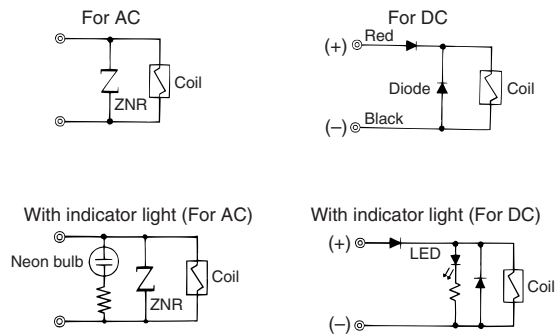 For AC
ZNR
Coil
For DC
(+) Red
Diode
Coil
(−) Black
With indicator light (For AC)
Neon bulb
ZNR
Coil
With indicator light (For DC)
(+)
LED
Coil
(−)